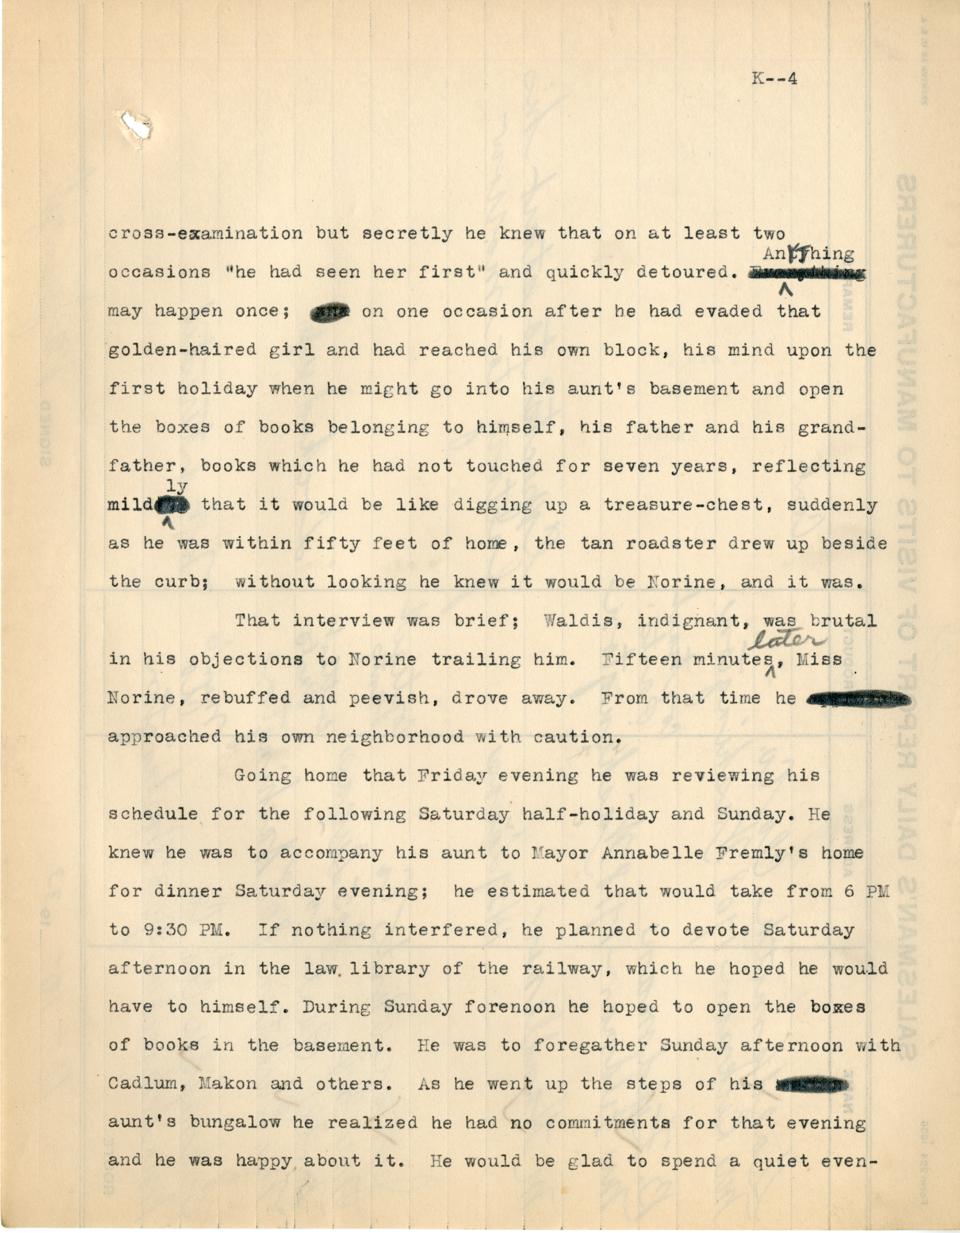 K--4
cross-examination but secretly he knew that on at least two
Anything
occasions "he had seen her first" and quickly detoured.
may happen once; on one occasion after he had evaded that
golden-haired girl and had reached his own block, his mind upon the
first holiday when he might go into his aunt's basement and open
the boxes of books belonging to himself, his father and his grand-
father, books which he had not touched for seven years, reflecting
ly
mild that it would be like digging up a treasure-chest, suddenly
as he was within fifty feet of home, the tan roadster drew up beside
the curb; without looking he knew it would be Norine, and it was.
That interview was brief; Waldis, indignant, was brutal
later
in his objections to Norine trailing him. Fifteen minutes, Miss
Norine, rebuffed and peevish, drove away. From that time he
approached his own neighborhood with caution.
Going home that Friday evening he was reviewing his
schedule for the following Saturday half-holiday and Sunday. He
knew he was to accompany his aunt to Mayor Annabelle Fremly's home
for dinner Saturday evening; he estimated that would take from 6 PM
to 9:30 PM. If nothing interfered, he planned to devote Saturday
afternoon in the law library of the railway, which he hoped he would
have to himself. During Sunday forenoon he hoped to open the boxes
of books in the basement. He was to foregather Sunday afternoon with
Cadlum, Makon and others. As he went up the steps of his
aunt's bungalow he realized he had no commitments for that evening
and he was happy about it. He would be glad to spend a quiet even-
SALESMAN'S DAILY REPORT OF VISITS TO MANUFACTURERS
SIGNED